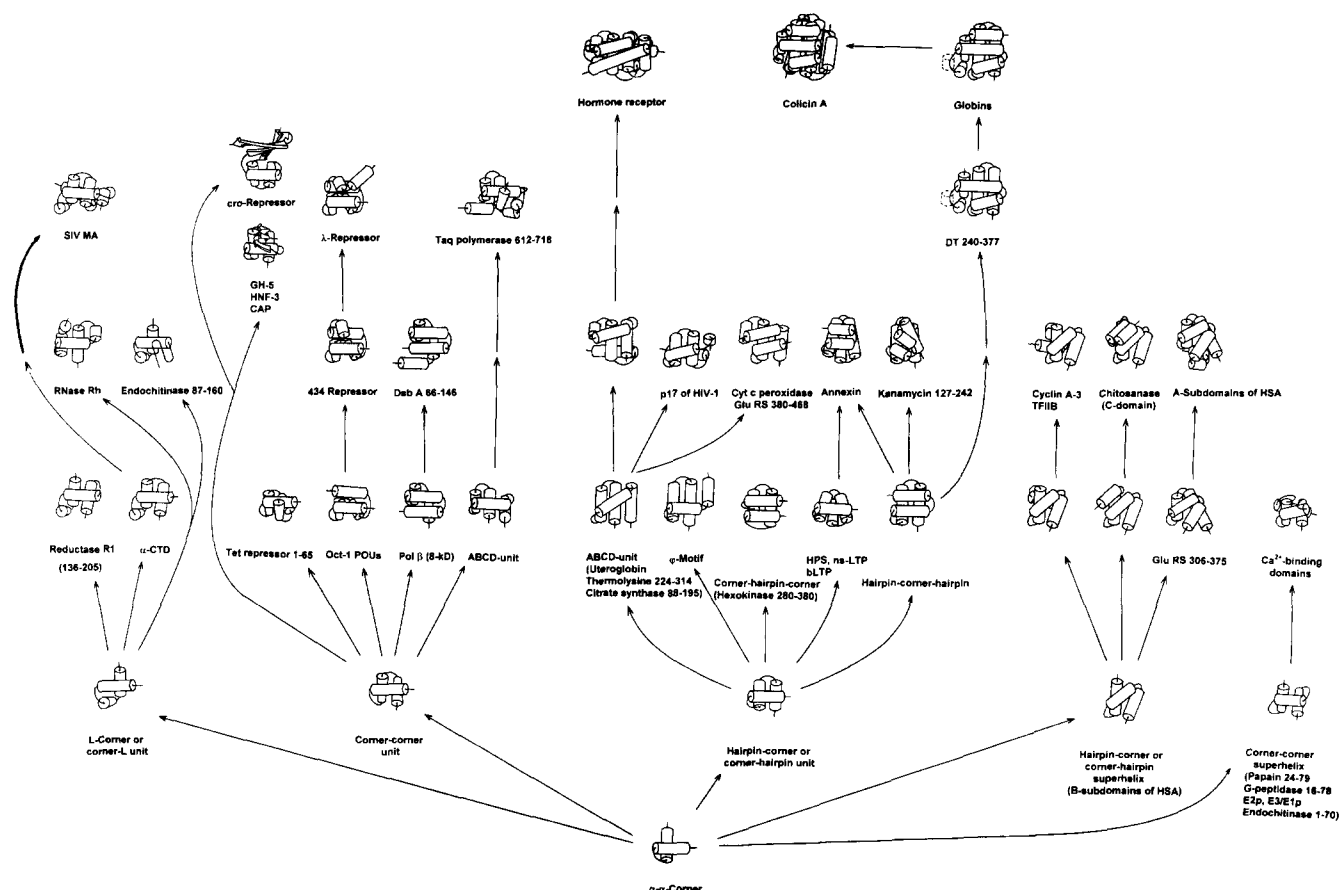 Hormone receptor
Colicin A
Globins
SIV MA
cro-Repressor
λ-Repressor
Taq polymerase 612-716
DT 240-377
GH-5
HNF-3
CAP
RNase Rh
Endochitinase 87-160
434 Repressor
Dsb A 66-146
p17 of HIV-1
Cyt c peroxidase
Glu RS 380-468
Annexin
Kanamycin 127-242
Cyclin A-3
TFIIB
Chitosanase
(C-domain)
A-Subdomains of HSA
Reductase R1
(136-205)
α-CTD
Tet repressor 1-65
Oct-1 POUs
Pol β (8-kD)
ABCD-unit
ABCD-unit
(Uteroglobin
Thermolysine 224-314
Citrate synthase 88-195)
φ-Motif
Corner-hairpin-corner
(Hexokinase 280-380)
HPS, ns-LTP
bLTP
Hairpin-corner-hairpin
Glu RS 306-375
Ca²⁺-binding
domains
L-Corner or
corner-L unit
Corner-corner
unit
Hairpin-corner or
corner-hairpin unit
Hairpin-corner or
corner-hairpin
superhelix
(B-subdomains of HSA)
Corner-corner
superhelix
(Papain 24-79
G-peptidase 16-78
E2p, E3/E1p
Endochitinase 1-70)
α-α-Corner